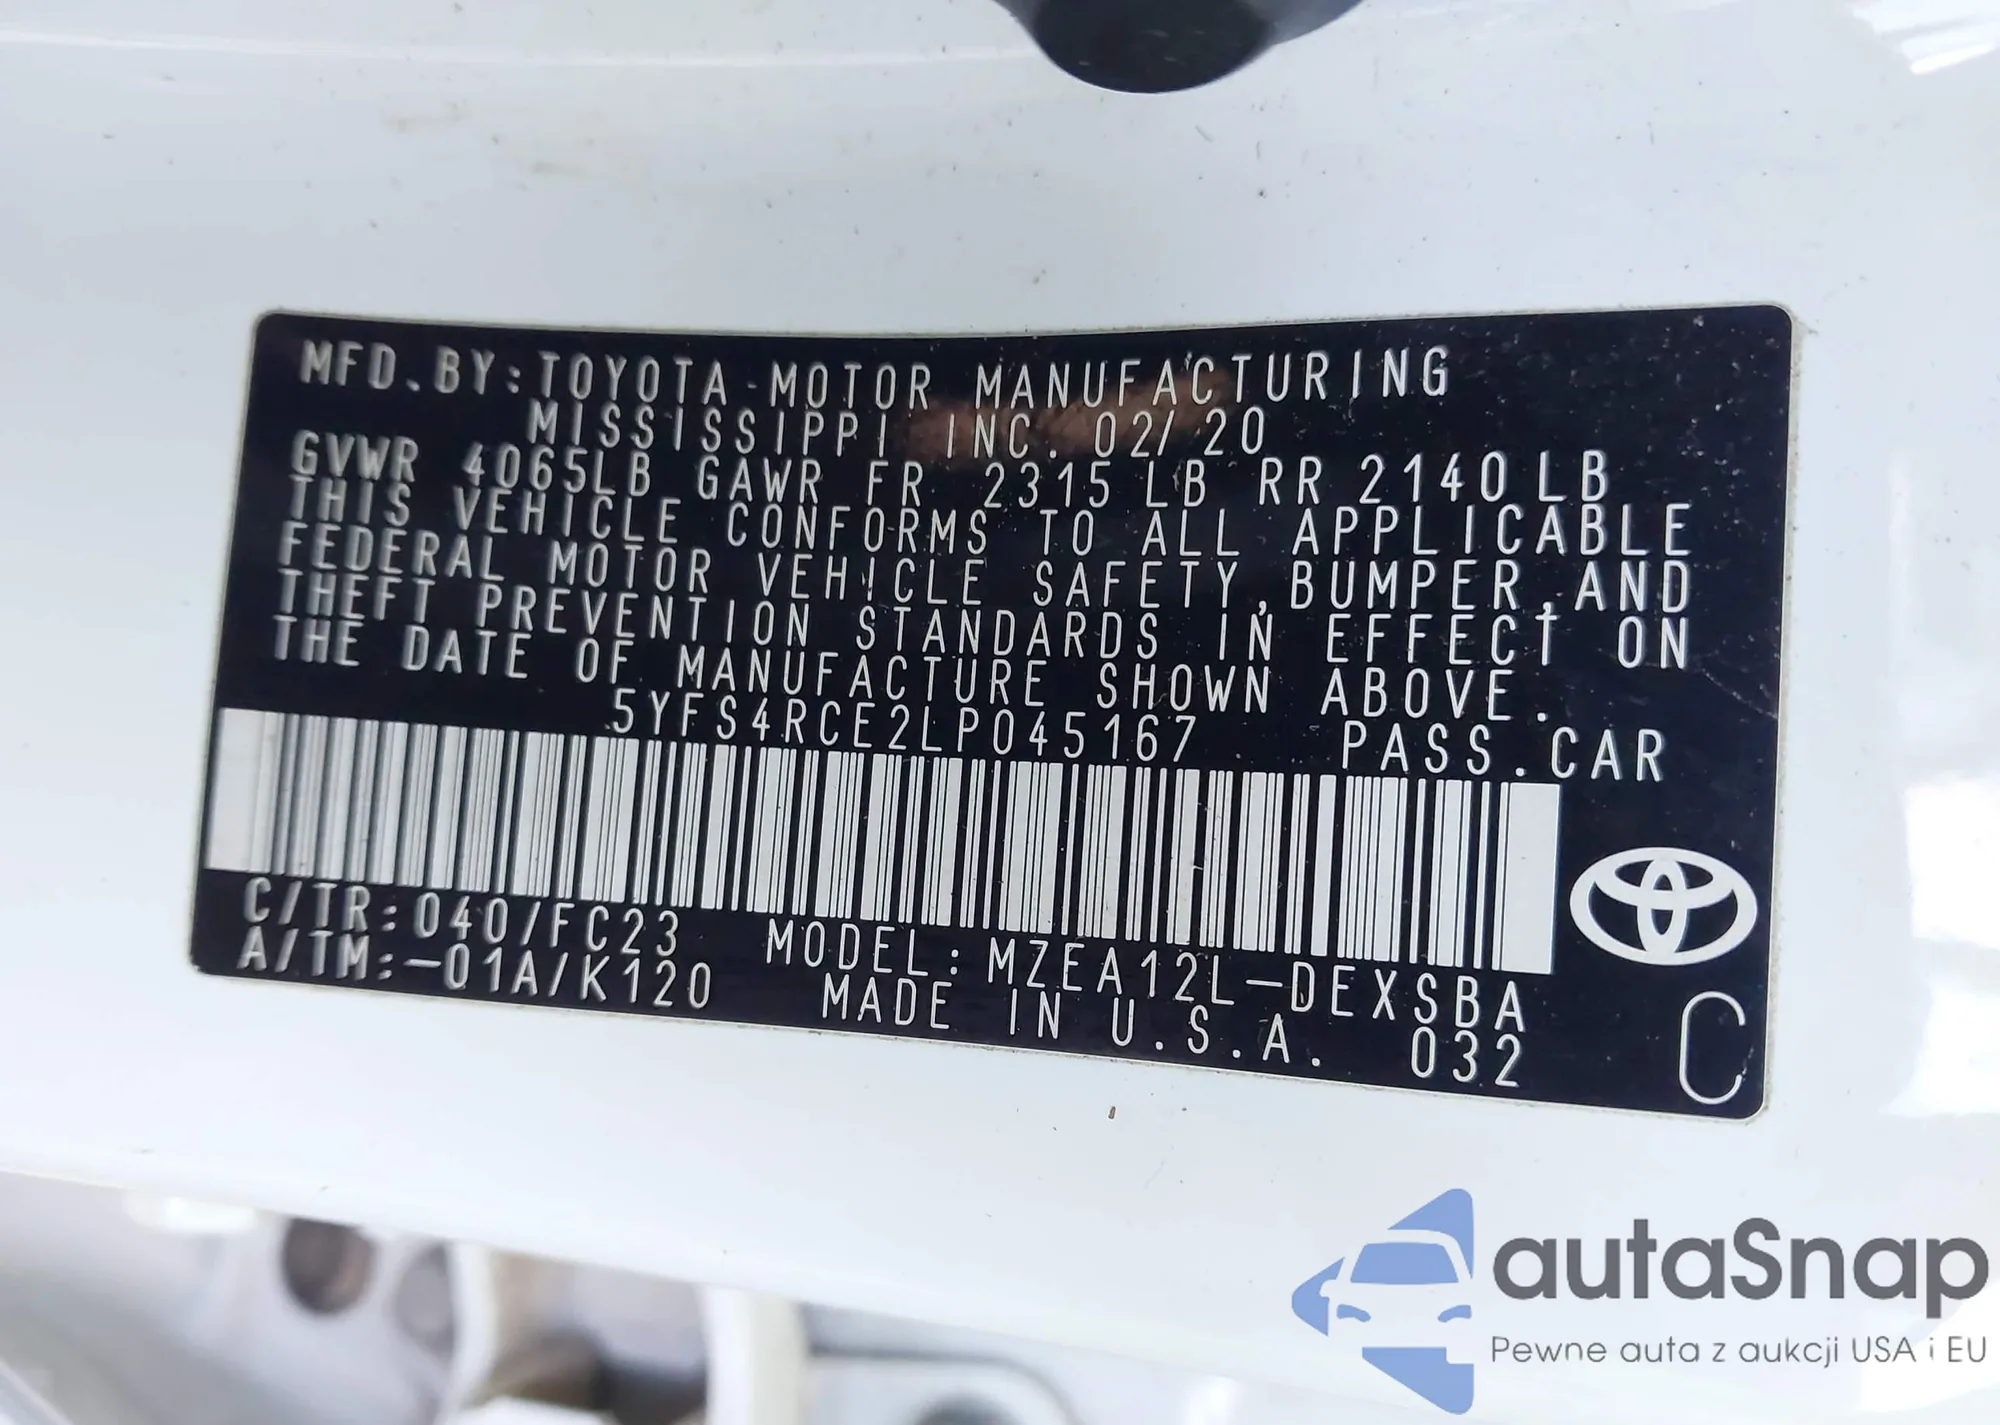 MFD. BY: TOYOTA MOTOR MANUFACTURING
MISSISSIPPI INC. 02/20
GVWR 4065LB GAWR FR 2315 LB RR 2140 LB
THIS VEHICLE CONFORMS TO ALL APPLICABLE
FEDERAL MOTOR VEHICLE SAFETY, BUMPER, AND
THEFT PREVENTION STANDARDS IN EFFECT ON
THE DATE OF MANUFACTURE SHOWN ABOVE.
5YFS4RCE2LP045167 PASS. CAR
C/TR: 040/FC23 MODEL: MZEA12L-DEXSBA
A/TM: -01A/K120 MADE IN U.S.A. 032 C
autaSnap
Pewne auta z aukcji USA i EU